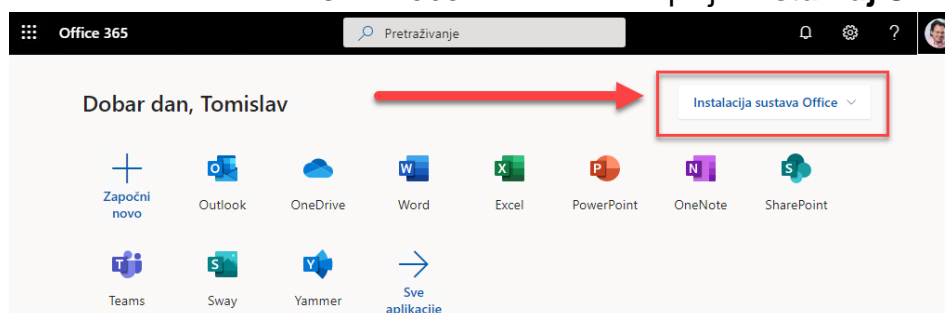 Office 365
Pretraživanje
?
Dobar dan, Tomislav
Instalacija sustava Office
Započni
novo
Outlook
OneDrive
Word
Excel
PowerPoint
OneNote
SharePoint
Teams
Sway
Yammer
Sve
aplikacije